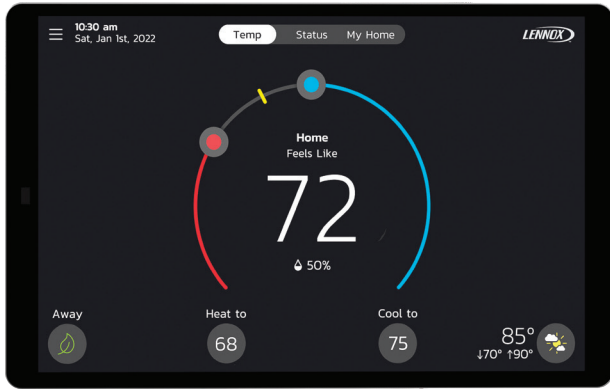 10:30 am
Sat, Jan 1st, 2022
Temp Status My Home
LENNOX
Home
Feels Like
72
50%
Away
Heat to
68
Cool to
75
85°
↓70° ↑90°